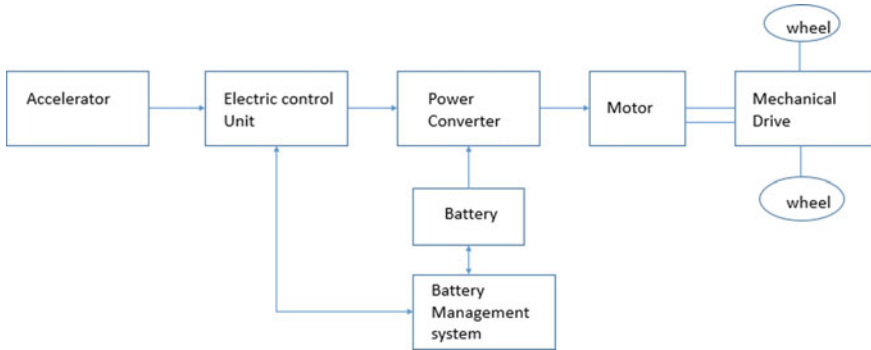 wheel
Accelerator
Electric control
Unit
Power
Converter
Motor
Mechanical
Drive
wheel
Battery
Battery
Management
system